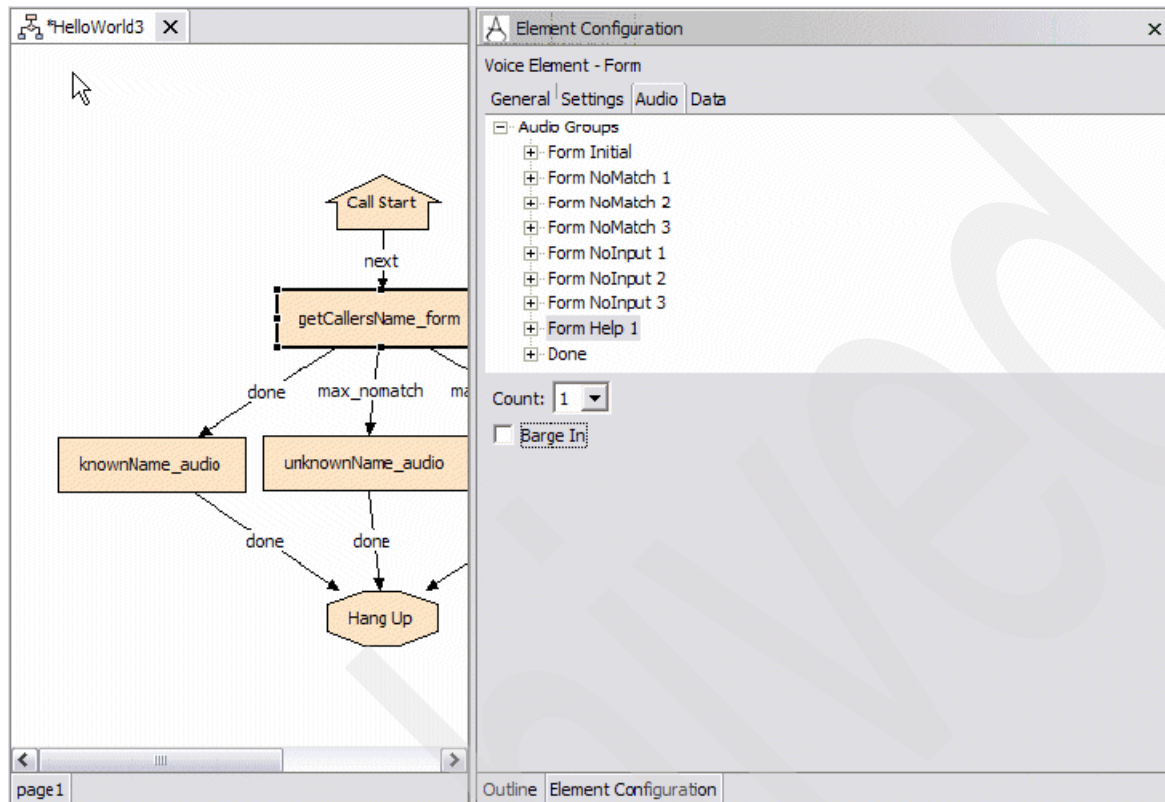 *HelloWorld3
Call Start
next
getCallersName_form
done
max_nomatch
ma
knownName_audio
unknownName_audio
done
done
Hang Up
page1
Element Configuration
Voice Element - Form
General Settings Audio Data
Audio Groups
Form Initial
Form NoMatch 1
Form NoMatch 2
Form NoMatch 3
Form NoInput 1
Form NoInput 2
Form NoInput 3
Form Help 1
Done
Count: 1
Barge In
Outline Element Configuration